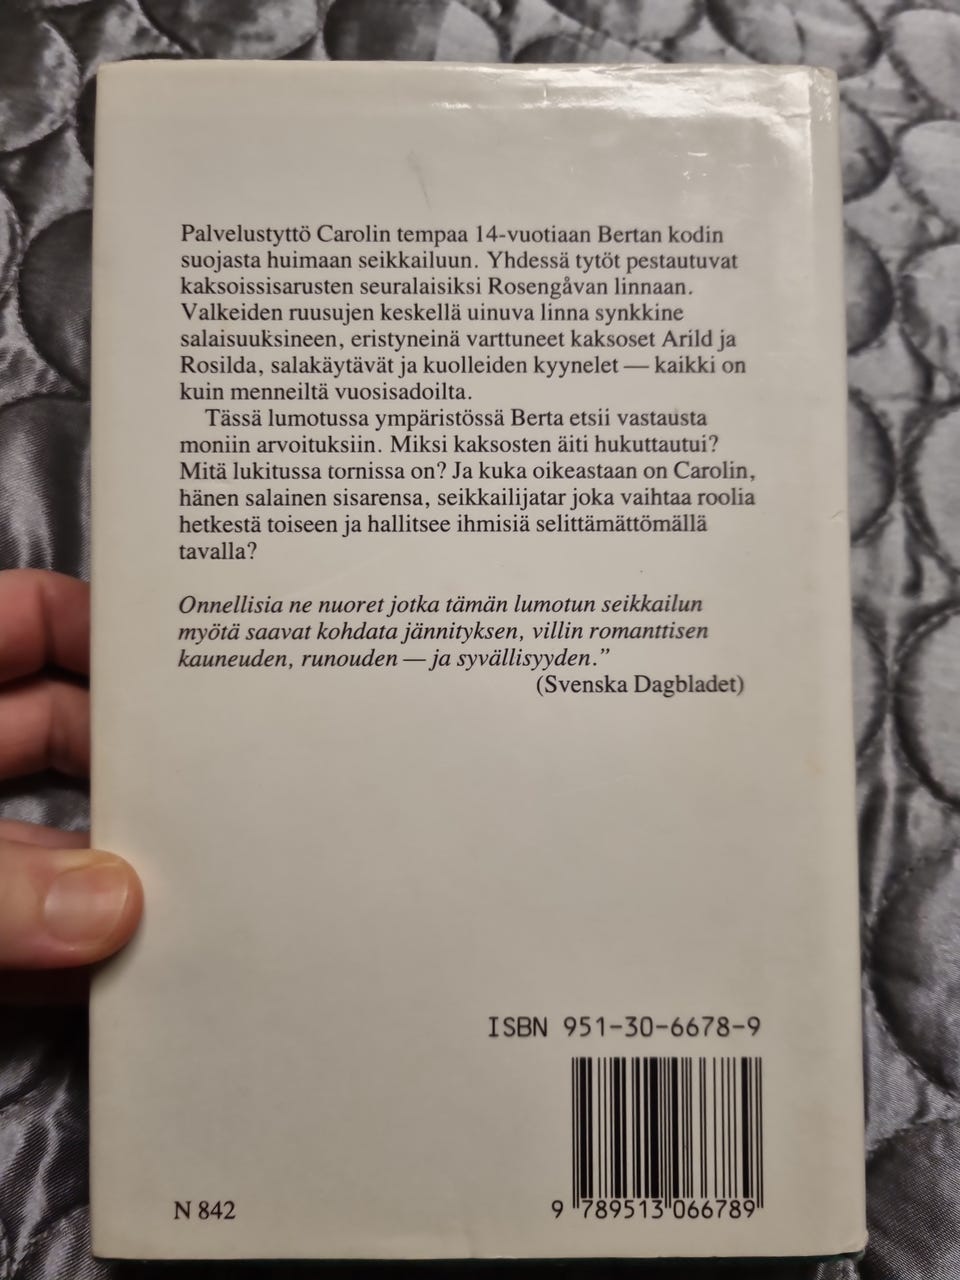 Palvelustyttö Carolin tempaa 14-vuotiaan Bertan kodin
suojasta huimaan seikkailuun. Yhdessä tytöt pestautuvat
kaksoissisarusten seuralaisiksi Rosengåvan linnaan.
Valkeiden ruusujen keskellä uinuva linna synkkine
salaisuuksineen, eristyneinä varttuneet kaksoset Arild ja
Rosilda, salakäytävät ja kuolleiden kyynelet — kaikki on
kuin menneiltä vuosisadoilta.
Tässä lumotussa ympäristössä Berta etsii vastausta
moniin arvoituksiin. Miksi kaksosten äiti hukuttautui?
Mitä lukitussa tornissa on? Ja kuka oikeastaan on Carolin,
hänen salainen sisarensa, seikkailijatar joka vaihtaa roolia
hetkestä toiseen ja hallitsee ihmisiä selittämättömällä
tavalla?
Onnellisia ne nuoret jotka tämän lumotun seikkailun
myötä saavat kohdata jännityksen, villin romanttisen
kauneuden, runouden — ja syvällisyyden.”
(Svenska Dagbladet)
ISBN 951-30-6678-9
9 789513 066789
N 842